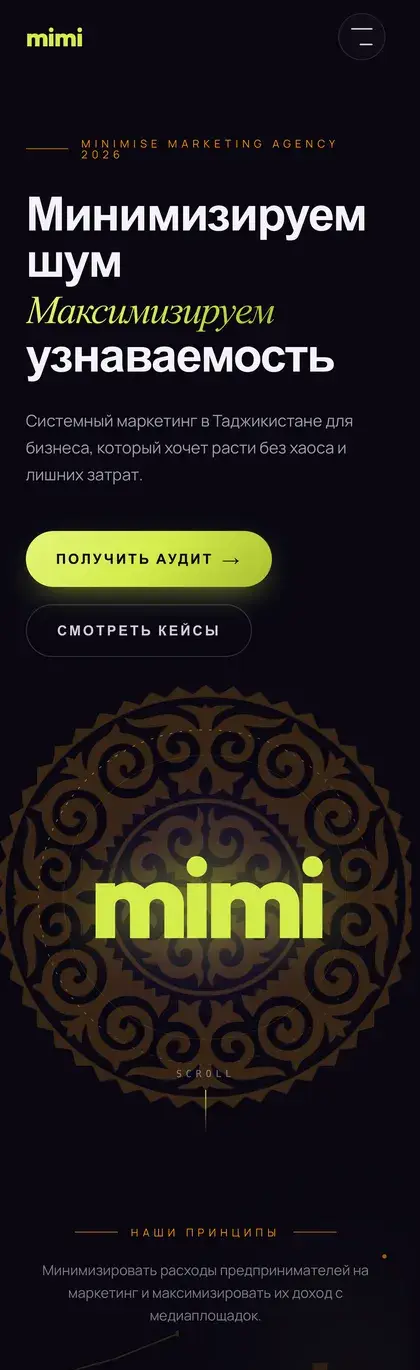 mimi
MINIMISE MARKETING AGENCY
2026
Минимизируем
шум
Максимизируем
узнаваемость
Системный маркетинг в Таджикистане для
бизнеса, который хочет расти без хаоса и
лишних затрат.
ПОЛУЧИТЬ АУДИТ →
СМОТРЕТЬ КЕЙСЫ
mimi
SCROLL
НАШИ ПРИНЦИПЫ
Минимизировать расходы предпринимателей на
маркетинг и максимизировать их доход с
медиаплощадок.